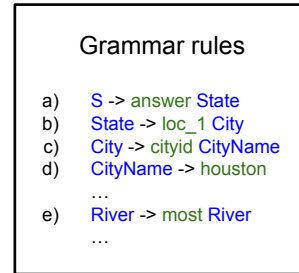 Grammar rules
a) S -> answer State
b) State -> loc_1 City
c) City -> cityid CityName
d) CityName -> houston
...
e) River -> most River
...